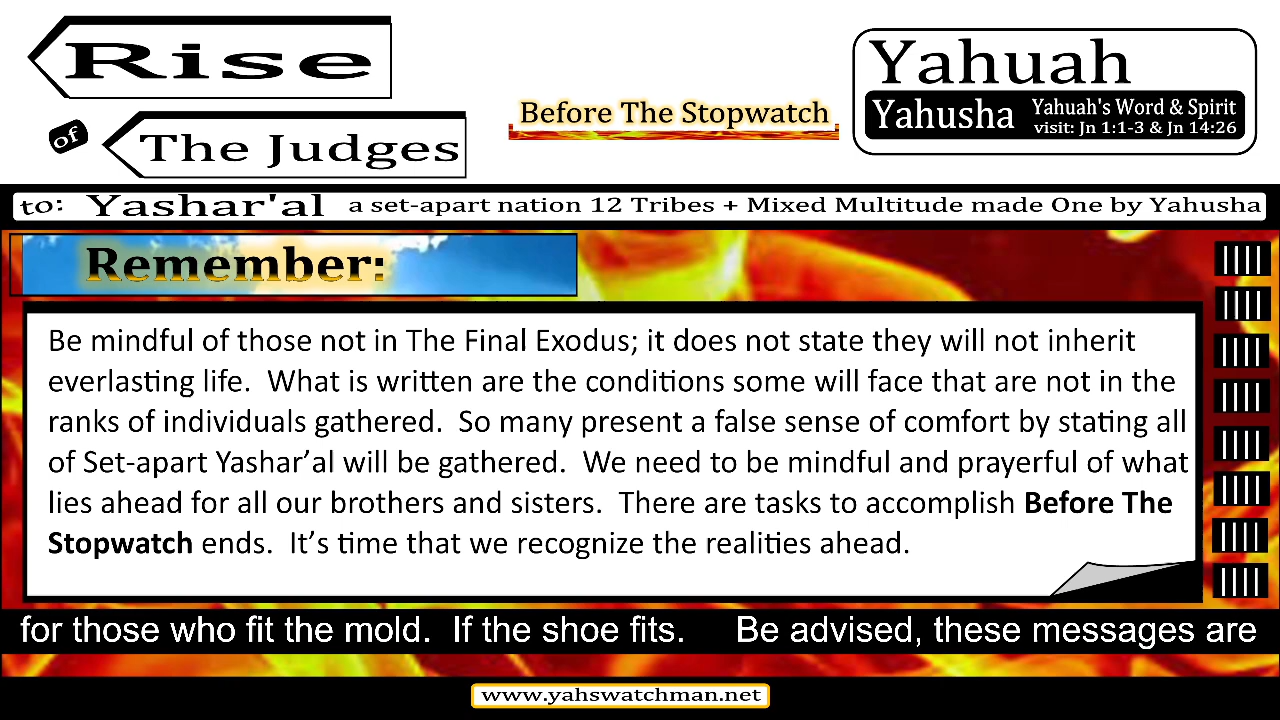 Rise
of
The Judges
Before The Stopwatch
Yahuah
Yahusha
Yahuah's Word & Spirit
visit: Jn 1:1-3 & Jn 14:26
to: Yashar'al a set-apart nation 12 Tribes + Mixed Multitude made One by Yahusha
Remember:
Be mindful of those not in The Final Exodus; it does not state they will not inherit
everlasting life. What is written are the conditions some will face that are not in the
ranks of individuals gathered. So many present a false sense of comfort by stating all
of Set-apart Yashar’al will be gathered. We need to be mindful and prayerful of what
lies ahead for all our brothers and sisters. There are tasks to accomplish Before The
Stopwatch ends. It’s time that we recognize the realities ahead.
for those who fit the mold. If the shoe fits. Be advised, these messages are
www.yahswatchman.net